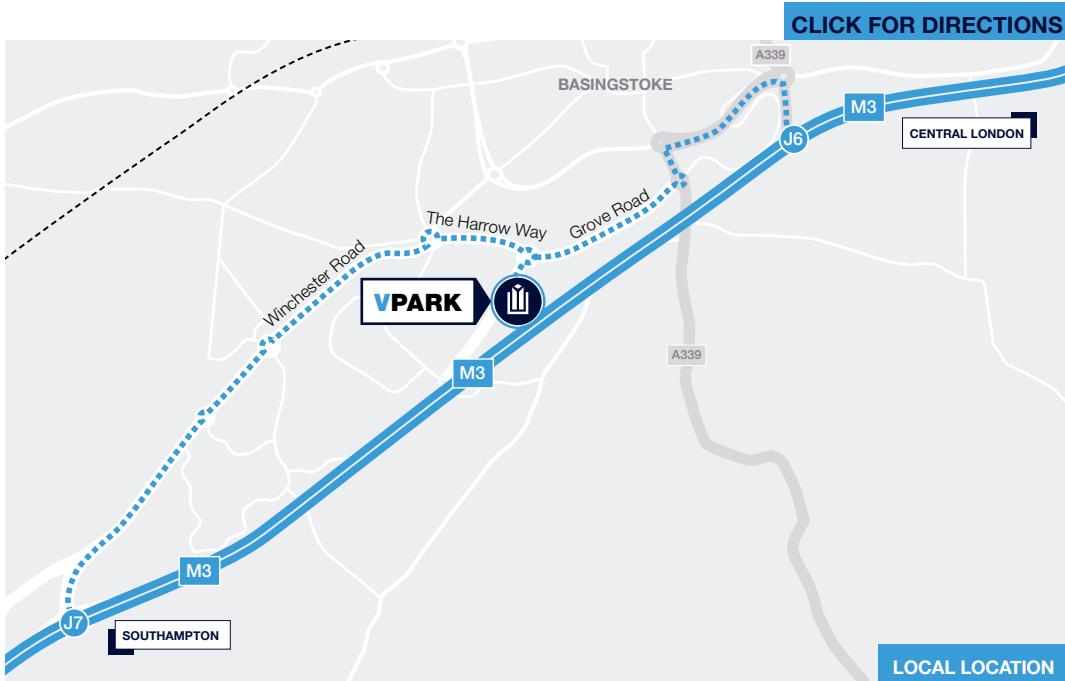 CLICK FOR DIRECTIONS
A339
BASINGSTOKE
M3
CENTRAL LONDON
J6
Grove Road
The Harrow Way
Winchester Road
VPARK
A339
M3
M3
J7
SOUTHAMPTON
LOCAL LOCATION